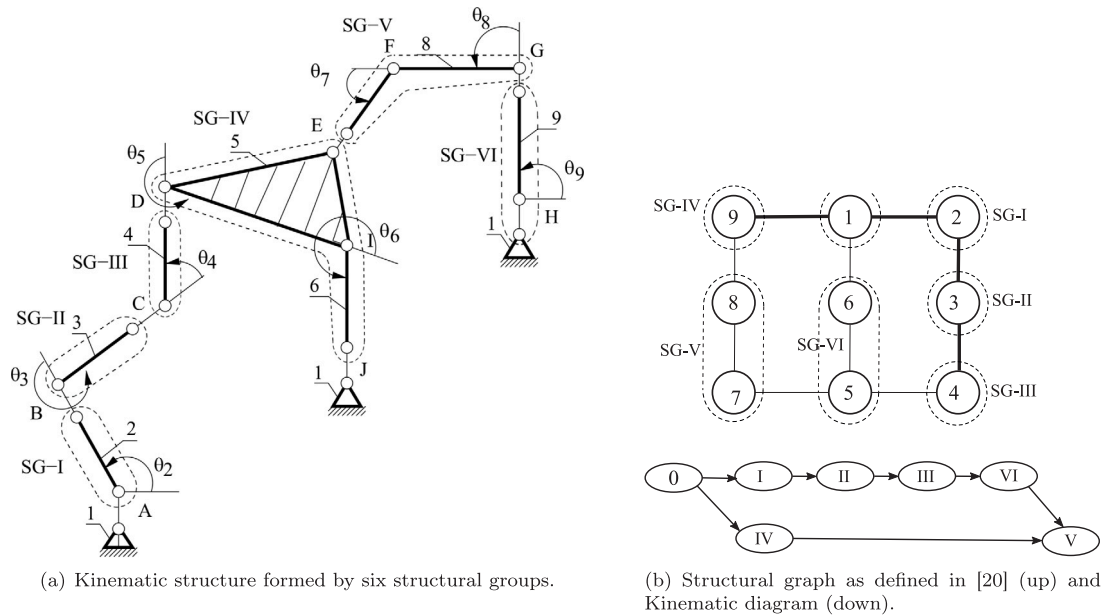 θ8
SG–V
F
8
G
θ7
SG–IV
E
5
θ5
D
SG–VI
9
θ9
H
1
I
θ6
4
SG–III
θ4
6
C
SG–II
3
θ3
B
J
1
2
SG–I
θ2
1
A
(a) Kinematic structure formed by six structural groups.
SG-IV
9
1
2
SG-I
8
6
3
SG-II
SG-V
SG-VI
7
5
4
SG-III
0
I
II
III
VI
IV
V
(b) Structural graph as defined in [20] (up) and
Kinematic diagram (down).